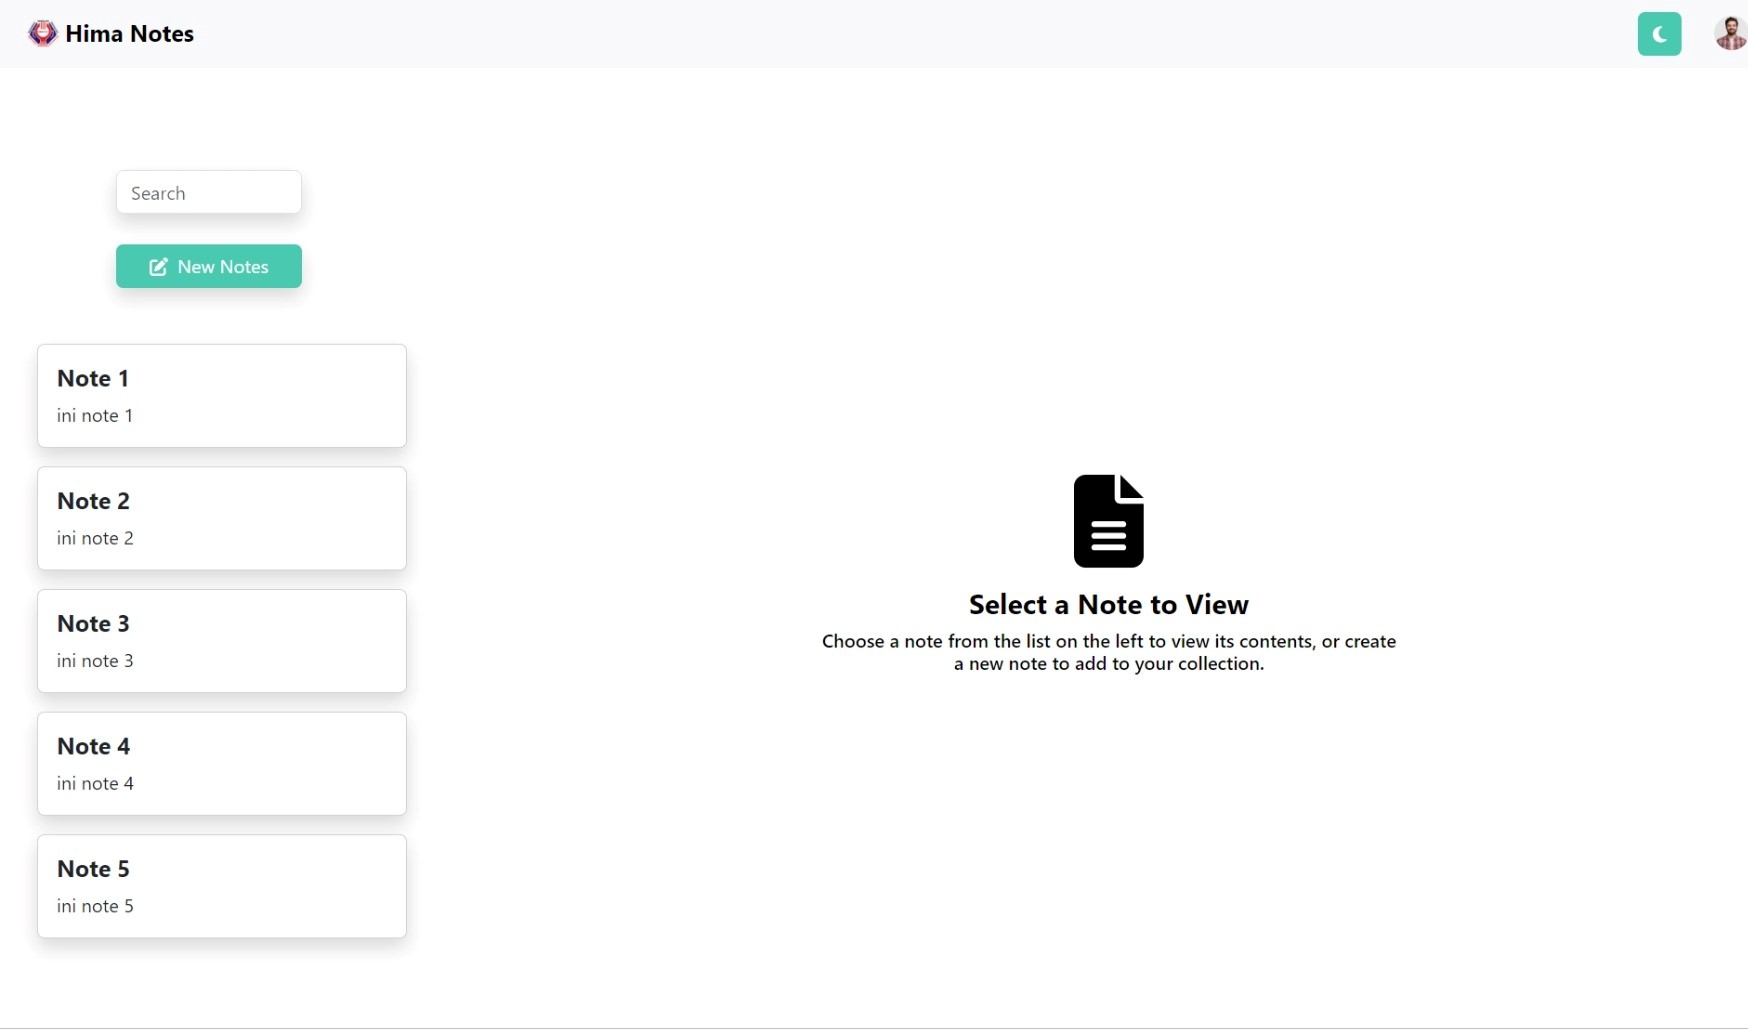 Hima Notes
Search
New Notes
Note 1
ini note 1
Note 2
ini note 2
Note 3
ini note 3
Note 4
ini note 4
Note 5
ini note 5
Select a Note to View
Choose a note from the list on the left to view its contents, or create
a new note to add to your collection.